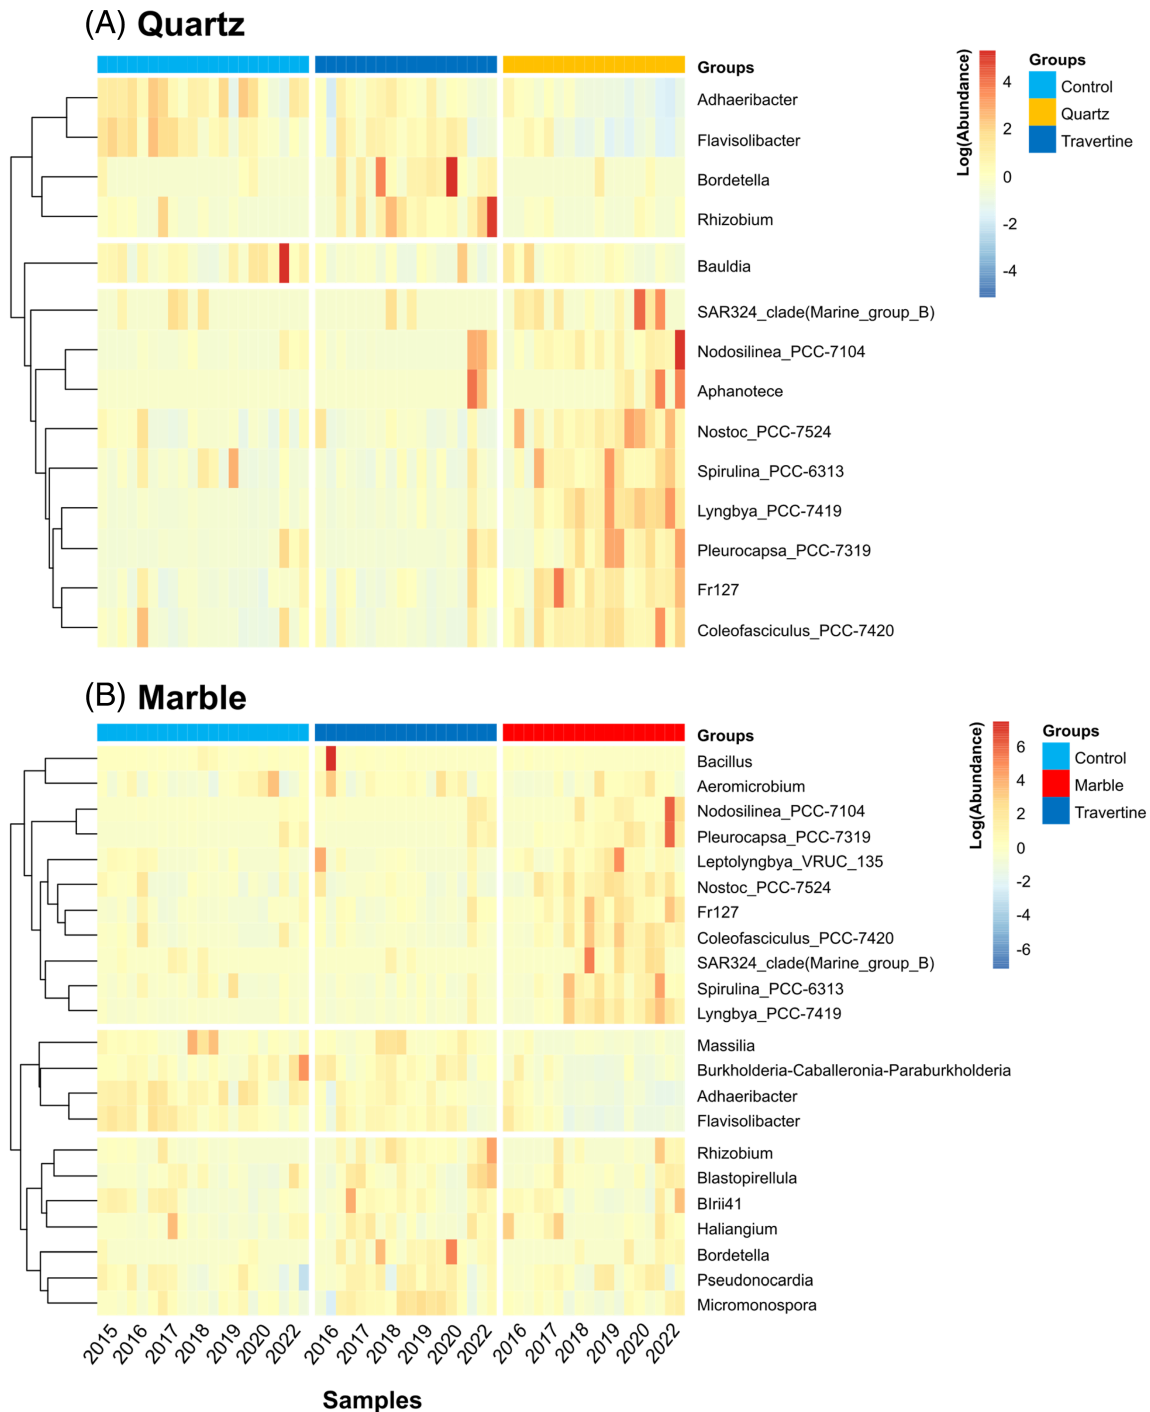 (A) Quartz
Groups
Adhaeribacter
Flavisolibacter
Bordetella
Rhizobium
Bauldia
SAR324_clade(Marine_group_B)
Nodosilinea_PCC-7104
Aphanotece
Nostoc_PCC-7524
Spirulina_PCC-6313
Lyngbya_PCC-7419
Pleurocapsa_PCC-7319
Fr127
Coleofasciculus_PCC-7420
Log(Abundance)
4
2
0
-2
-4
Groups
Control
Quartz
Travertine
(B) Marble
Groups
Bacillus
Aeromicrobium
Nodosilinea_PCC-7104
Pleurocapsa_PCC-7319
Leptolyngbya_VRUC_135
Nostoc_PCC-7524
Fr127
Coleofasciculus_PCC-7420
SAR324_clade(Marine_group_B)
Spirulina_PCC-6313
Lyngbya_PCC-7419
Massilia
Burkholderia-Caballeronia-Paraburkholderia
Adhaeribacter
Flavisolibacter
Rhizobium
Blastopirellula
BIrii41
Haliangium
Bordetella
Pseudonocardia
Micromonospora
Log(Abundance)
6
4
2
0
-2
-4
-6
Groups
Control
Marble
Travertine
2015 2016 2017 2018 2019 2020 2022 2016 2017 2018 2019 2020 2022 2016 2017 2018 2019 2020 2022
Samples